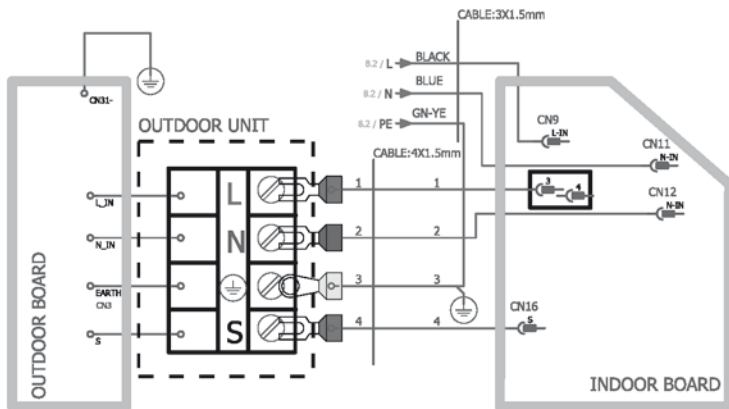 CABLE:3X1.5mm
8.2 / L BLACK
8.2 / N BLUE
8.2 / PE GN-YE
CN31-
OUTDOOR UNIT
CABLE:4X1.5mm
CN9
L-IN
CN11
N-IN
L_IN
L
1
1
3
4
CN12
N-IN
N_IN
N
2
2
EARTH
CN3
3
3
S
S
4
4
CN16
S
OUTDOOR BOARD
INDOOR BOARD